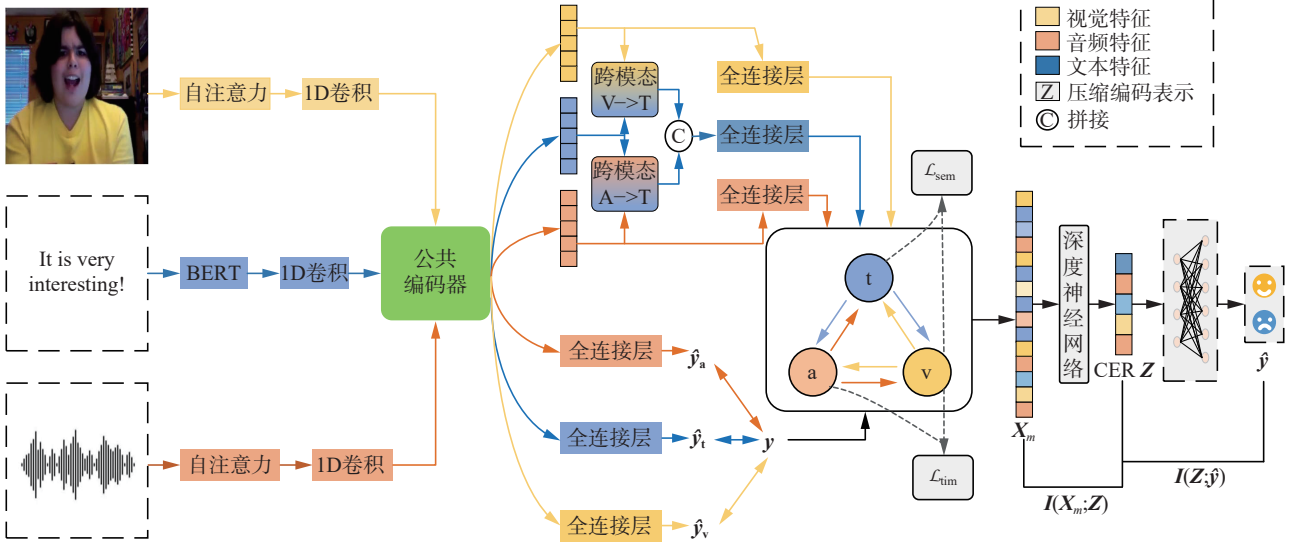 自注意力
1D卷积
It is very
interesting!
BERT
1D卷积
自注意力
1D卷积
公共
编码器
跨模态
V->T
跨模态
A->T
C
全连接层
全连接层
全连接层
全连接层
ŷa
全连接层
ŷt
y
全连接层
ŷv
t
a
v
ℒsem
ℒtim
视觉特征
音频特征
文本特征
Z 压缩编码表示
C 拼接
Xm
深
度
神
经
网
络
CER Z
ŷ
I(Xm;Z)
I(Z;ŷ)